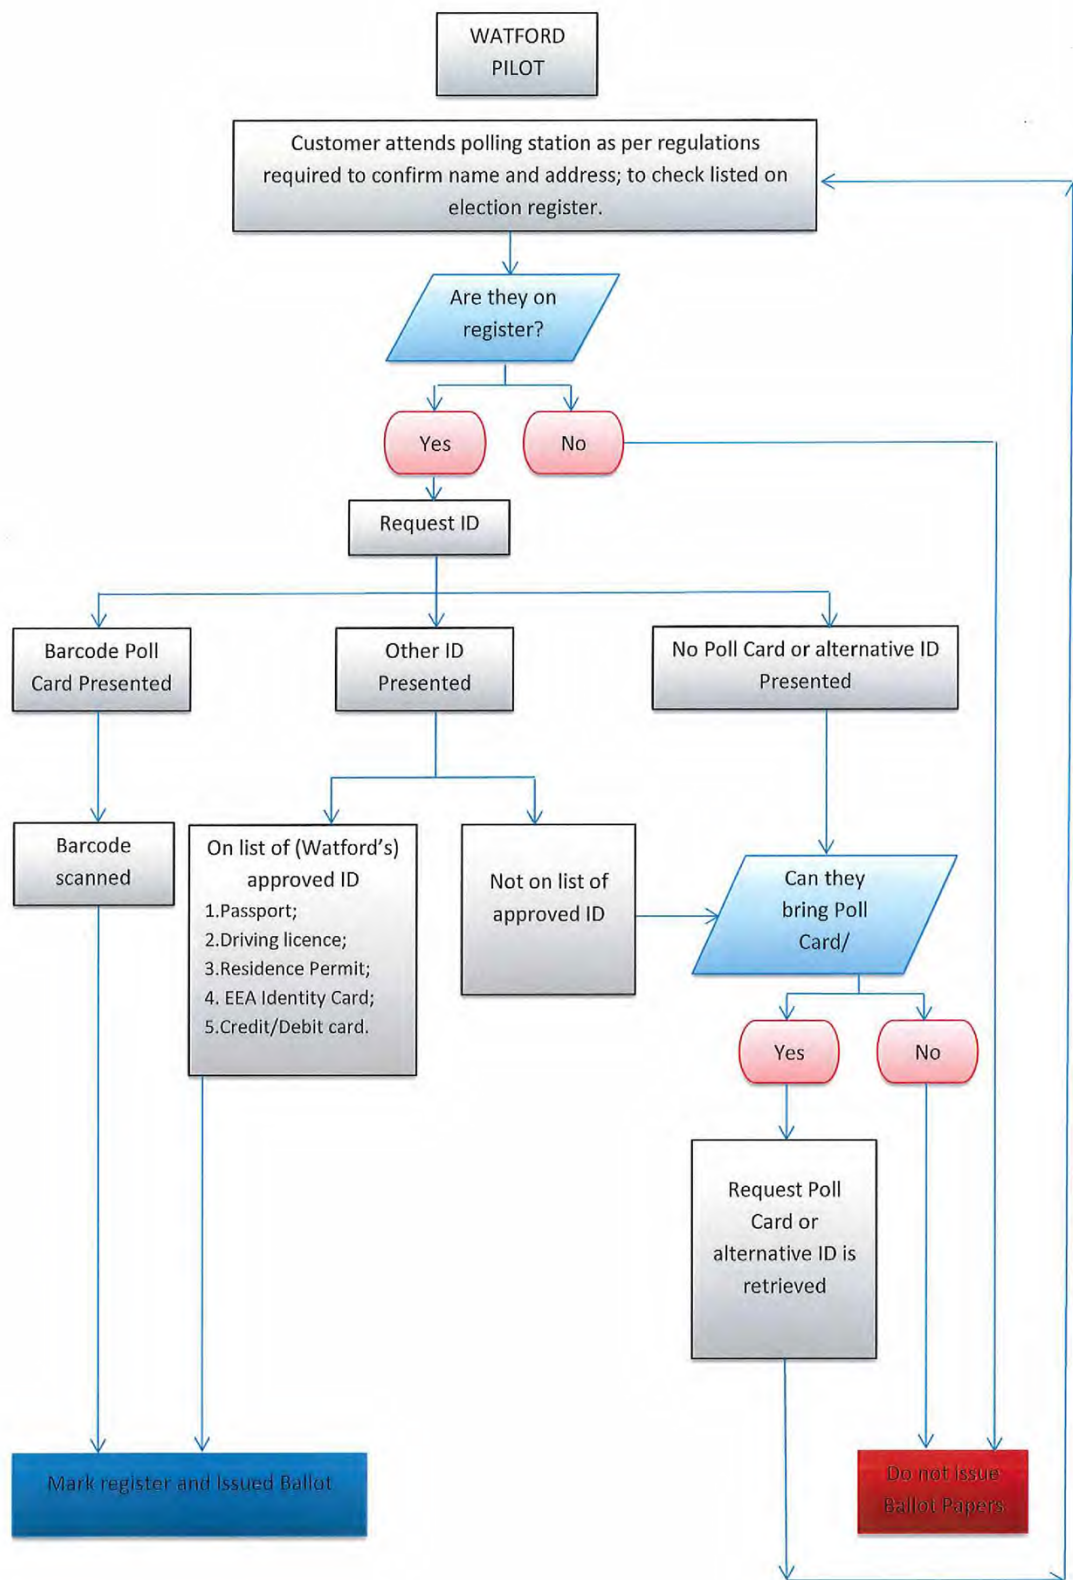 WATFORD
PILOT
Customer attends polling station as per regulations
required to confirm name and address; to check listed on
election register.
Are they on
register?
Yes
No
Request ID
Barcode Poll
Card Presented
Other ID
Presented
No Poll Card or alternative ID
Presented
Barcode
scanned
On list of (Watford's)
approved ID
1.Passport;
2.Driving licence;
3.Residence Permit;
4. EEA Identity Card;
5.Credit/Debit card.
Not on list of
approved ID
Can they
bring Poll
Card/
Yes
No
Request Poll
Card or
alternative ID is
retrieved
Mark register and Issued Ballot
Do not issue
Ballot Papers